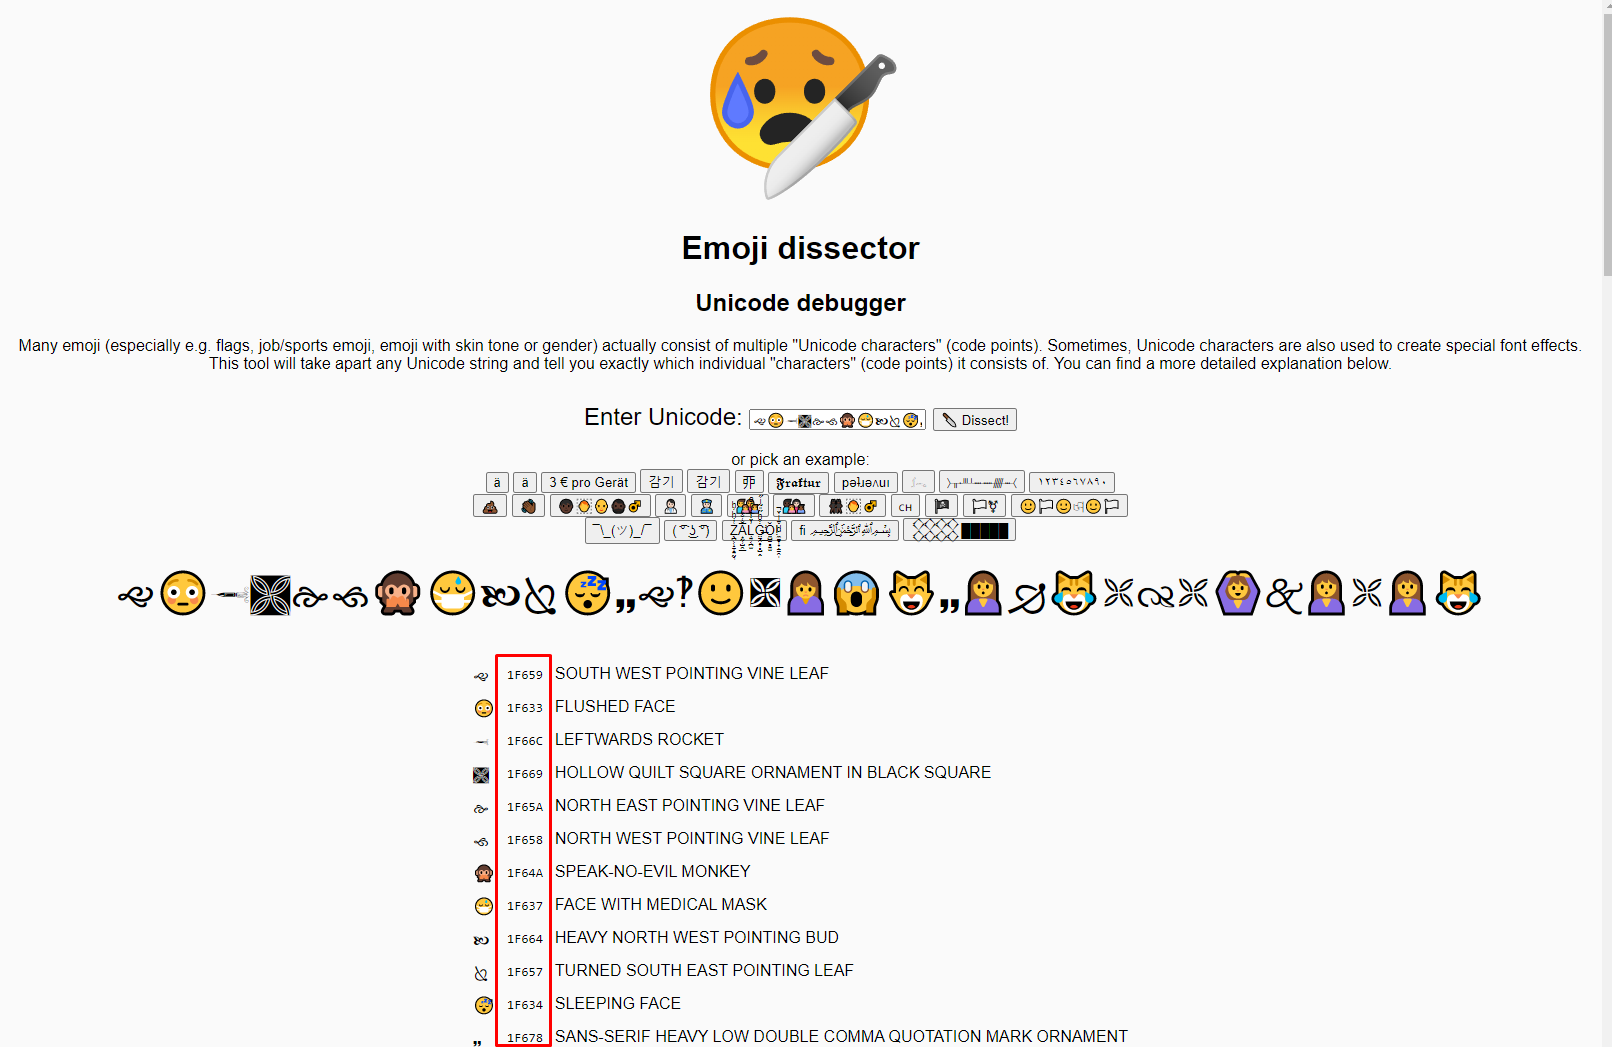 Emoji dissector
Unicode debugger
Many emoji (especially e.g. flags, job/sports emoji, emoji with skin tone or gender) actually consist of multiple "Unicode characters" (code points). Sometimes, Unicode characters are also used to create special font effects.
This tool will take apart any Unicode string and tell you exactly which individual "characters" (code points) it consists of. You can find a more detailed explanation below.
Enter Unicode: 🙙😳🙬🙩🙚🙘🙊😷🙤🙗😴 Dissect!
or pick an example:
ä ä 3 € pro Gerät 감기 감기 𝕱𝖗𝖆𝖐𝖙𝖚𝖗 ١٢٣٤٥٦٧٨٩٠
CH
¯\_(ツ)_/¯ ( ͡° ͜ʖ ͡°) ZALGO! fi ﷽ █████
🙙 1F659 SOUTH WEST POINTING VINE LEAF
😳 1F633 FLUSHED FACE
🙬 1F66C LEFTWARDS ROCKET
🙩 1F669 HOLLOW QUILT SQUARE ORNAMENT IN BLACK SQUARE
🙚 1F65A NORTH EAST POINTING VINE LEAF
🙘 1F658 NORTH WEST POINTING VINE LEAF
🙊 1F64A SPEAK-NO-EVIL MONKEY
😷 1F637 FACE WITH MEDICAL MASK
🙤 1F664 HEAVY NORTH WEST POINTING BUD
🙗 1F657 TURNED SOUTH EAST POINTING LEAF
😴 1F634 SLEEPING FACE
🙸 1F678 SANS-SERIF HEAVY LOW DOUBLE COMMA QUOTATION MARK ORNAMENT